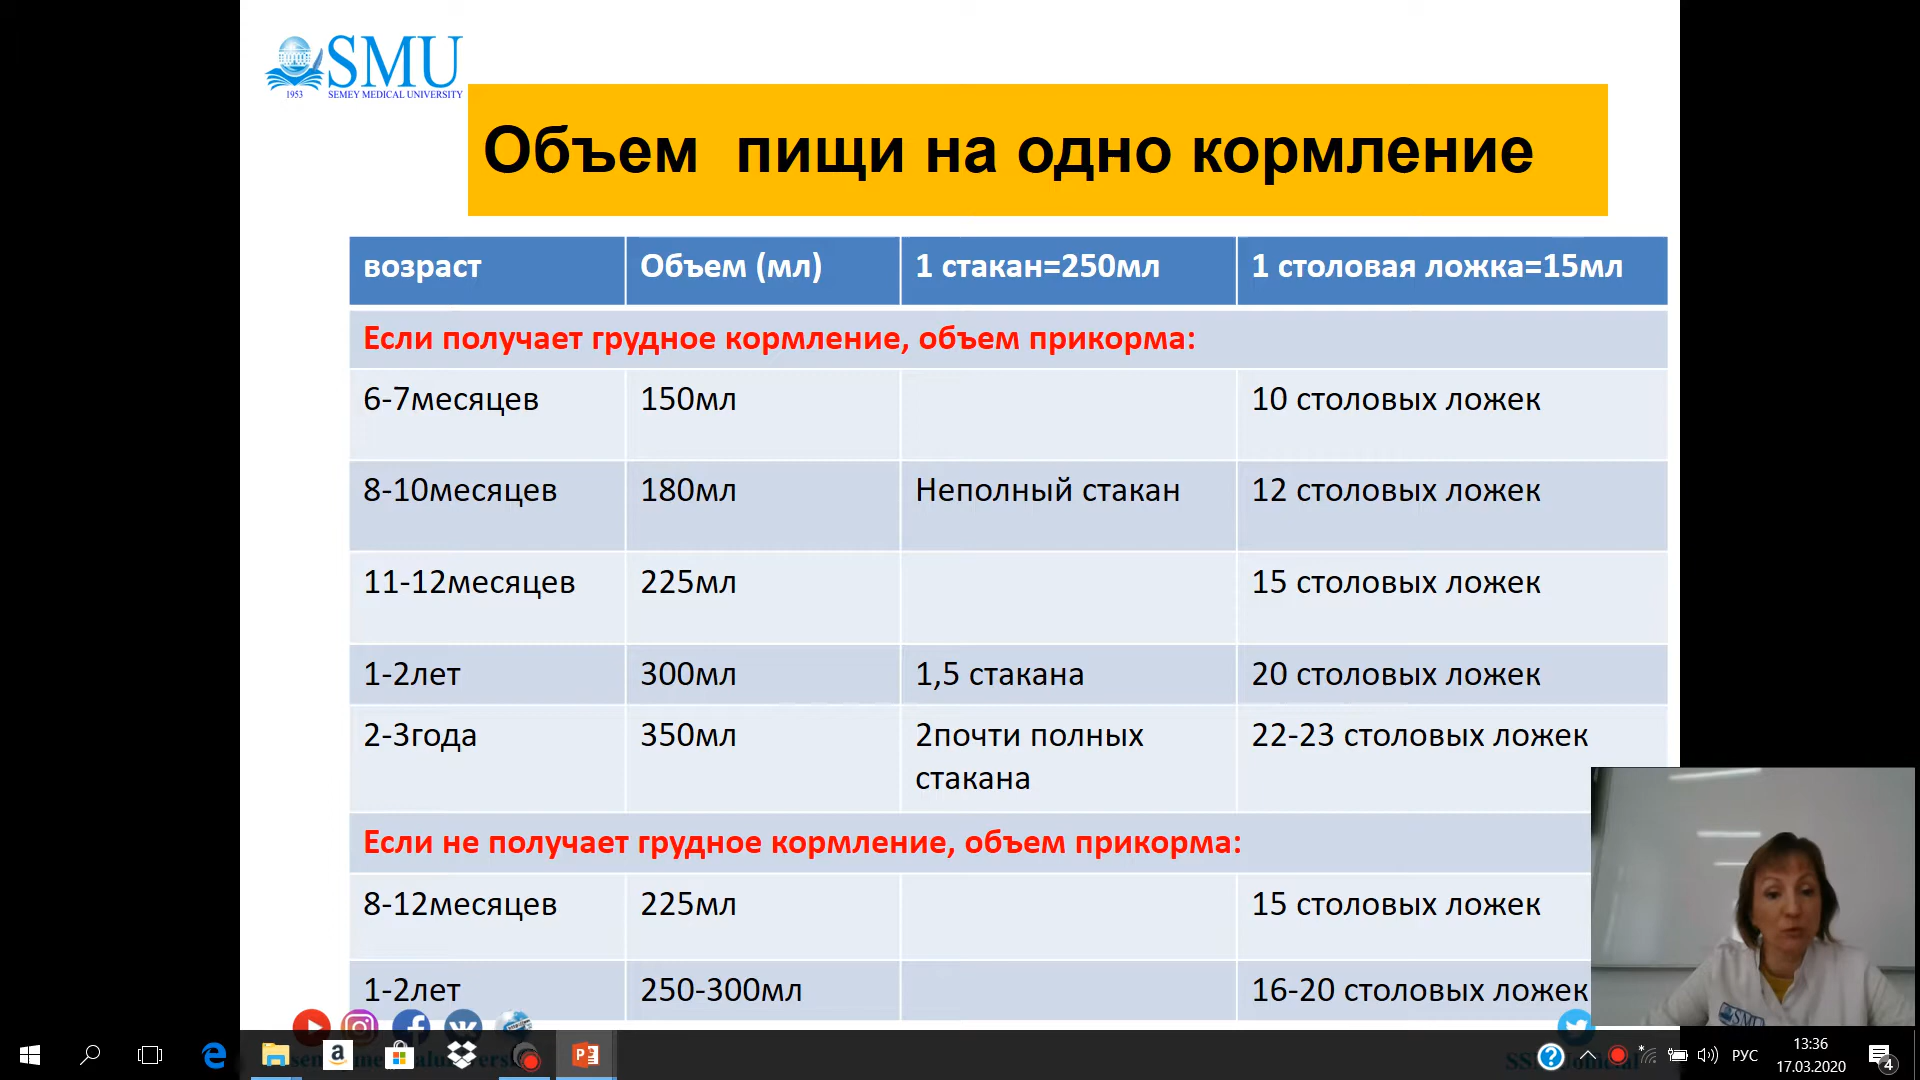 SMU
1953 SEMEY MEDICAL UNIVERSITY
Объем пищи на одно кормление
возраст Объем (мл) 1 стакан=250мл 1 столовая ложка=15мл
Если получает грудное кормление, объем прикорма:
6-7месяцев 150мл 10 столовых ложек
8-10месяцев 180мл Неполный стакан 12 столовых ложек
11-12месяцев 225мл 15 столовых ложек
1-2лет 300мл 1,5 стакана 20 столовых ложек
2-3года 350мл 2почти полных 22-23 столовых ложек
стакана
Если не получает грудное кормление, объем прикорма:
8-12месяцев 225мл 15 столовых ложек
1-2лет 250-300мл 16-20 столовых ложек
SMU
РУС
13:36
17.03.2020
4